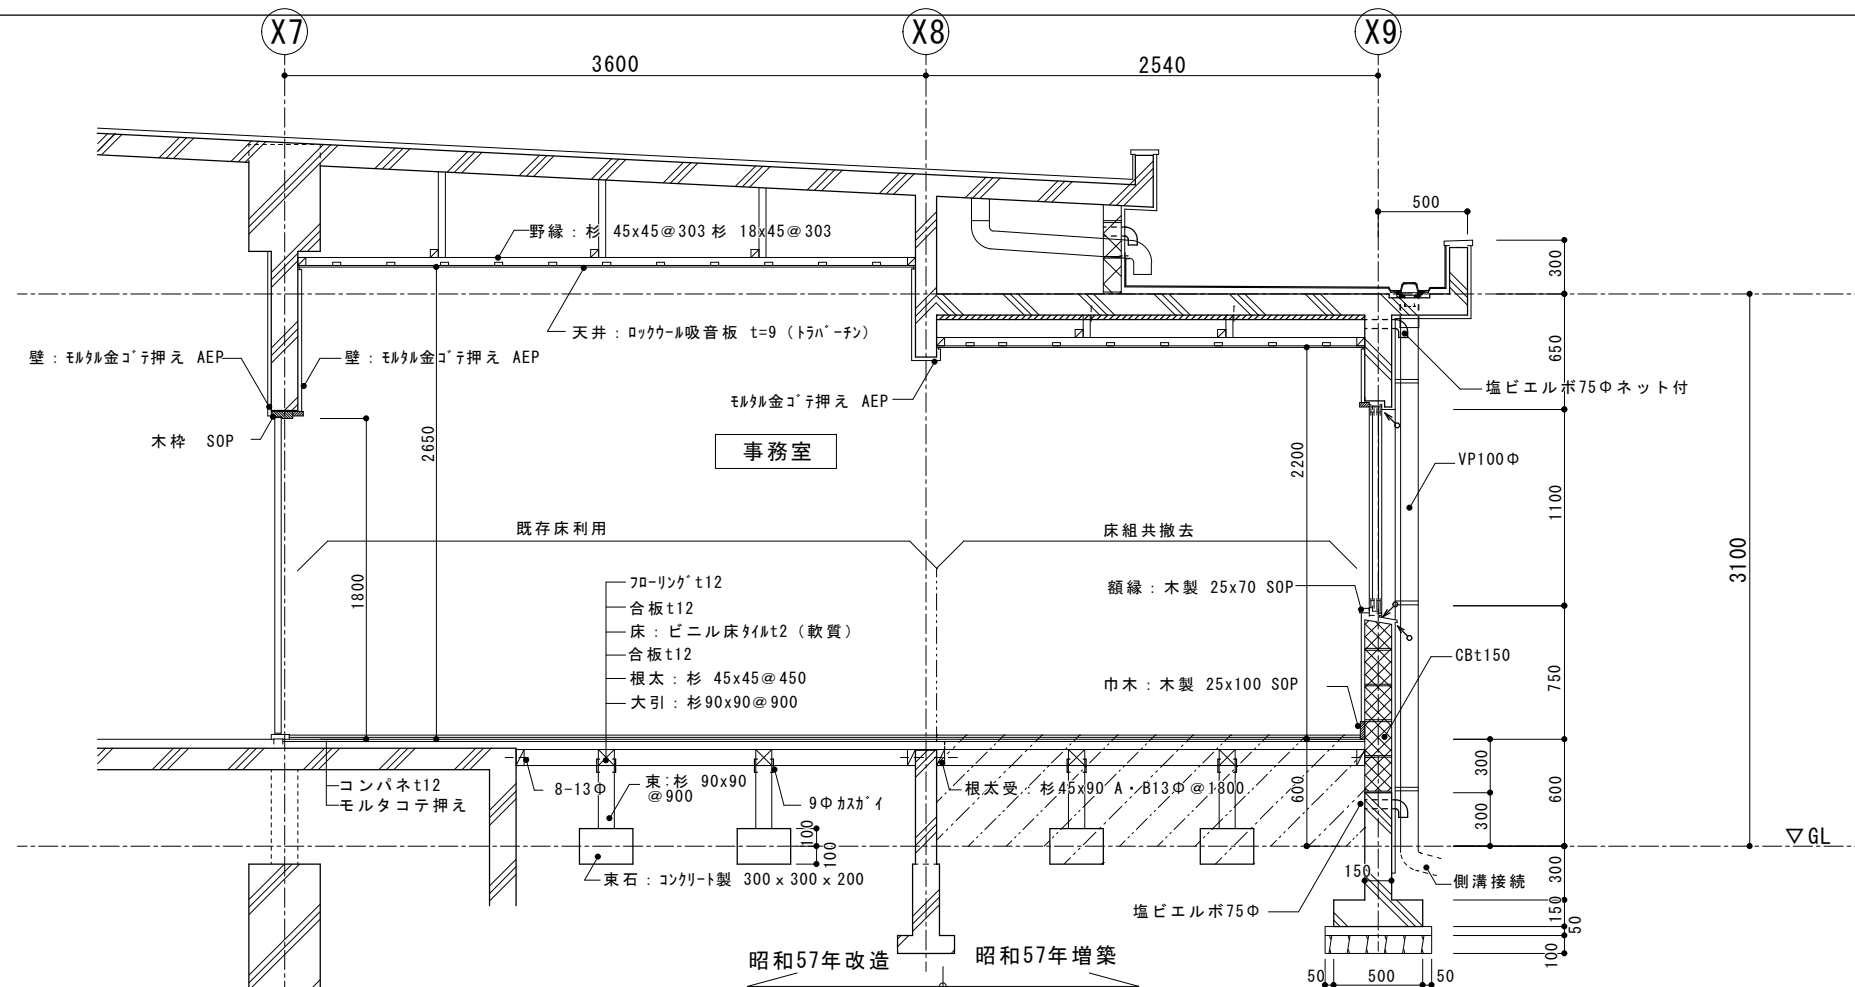 X7
X8
X9
3600
2540
500
野縁：杉 45x45@303 杉 18x45@303
300
天井：ロックウール吸音板 t=9（トラバーチン）
壁：モルタル金ゴテ押え AEP
壁：モルタル金ゴテ押え AEP
650
塩ビエルボ75Φネット付
モルタル金ゴテ押え AEP
木枠 SOP
2650
事務室
2200
VP100Φ
1100
既存床利用
床組共撤去
3100
1800
フローリングt12
合板t12
床：ビニル床タイルt2（軟質）
合板t12
根太：杉 45x45@450
大引：杉90x90@900
額縁：木製 25x70 SOP
CBt150
巾木：木製 25x100 SOP
750
コンパネt12
モルタコテ押え
8-13Φ
束:杉 90x90
@900
9Φカスガイ
根太受：杉45x90 A・B13Φ@1800
600
300
300
600
100
100
▽GL
束石：コンクリート製 300ｘ300ｘ200
150
側溝接続
300
塩ビエルボ75Φ
150
50
100
昭和57年改造
昭和57年増築
50
500
50